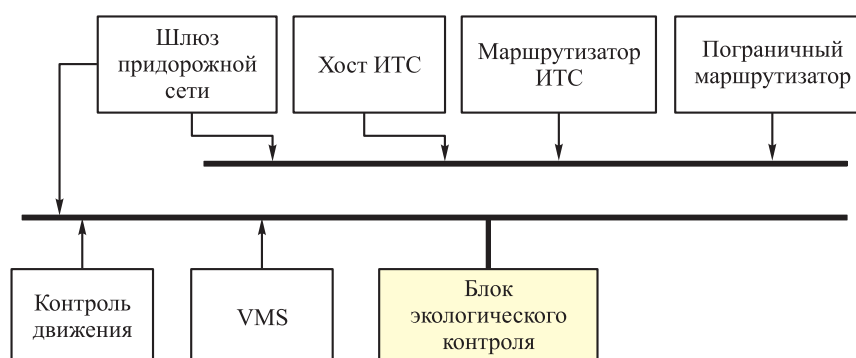 Шлюз
придорожной
сети
Хост ИТС
Маршрутизатор
ИТС
Пограничный
маршрутизатор
Контроль
движения
VMS
Блок
экологического
контроля